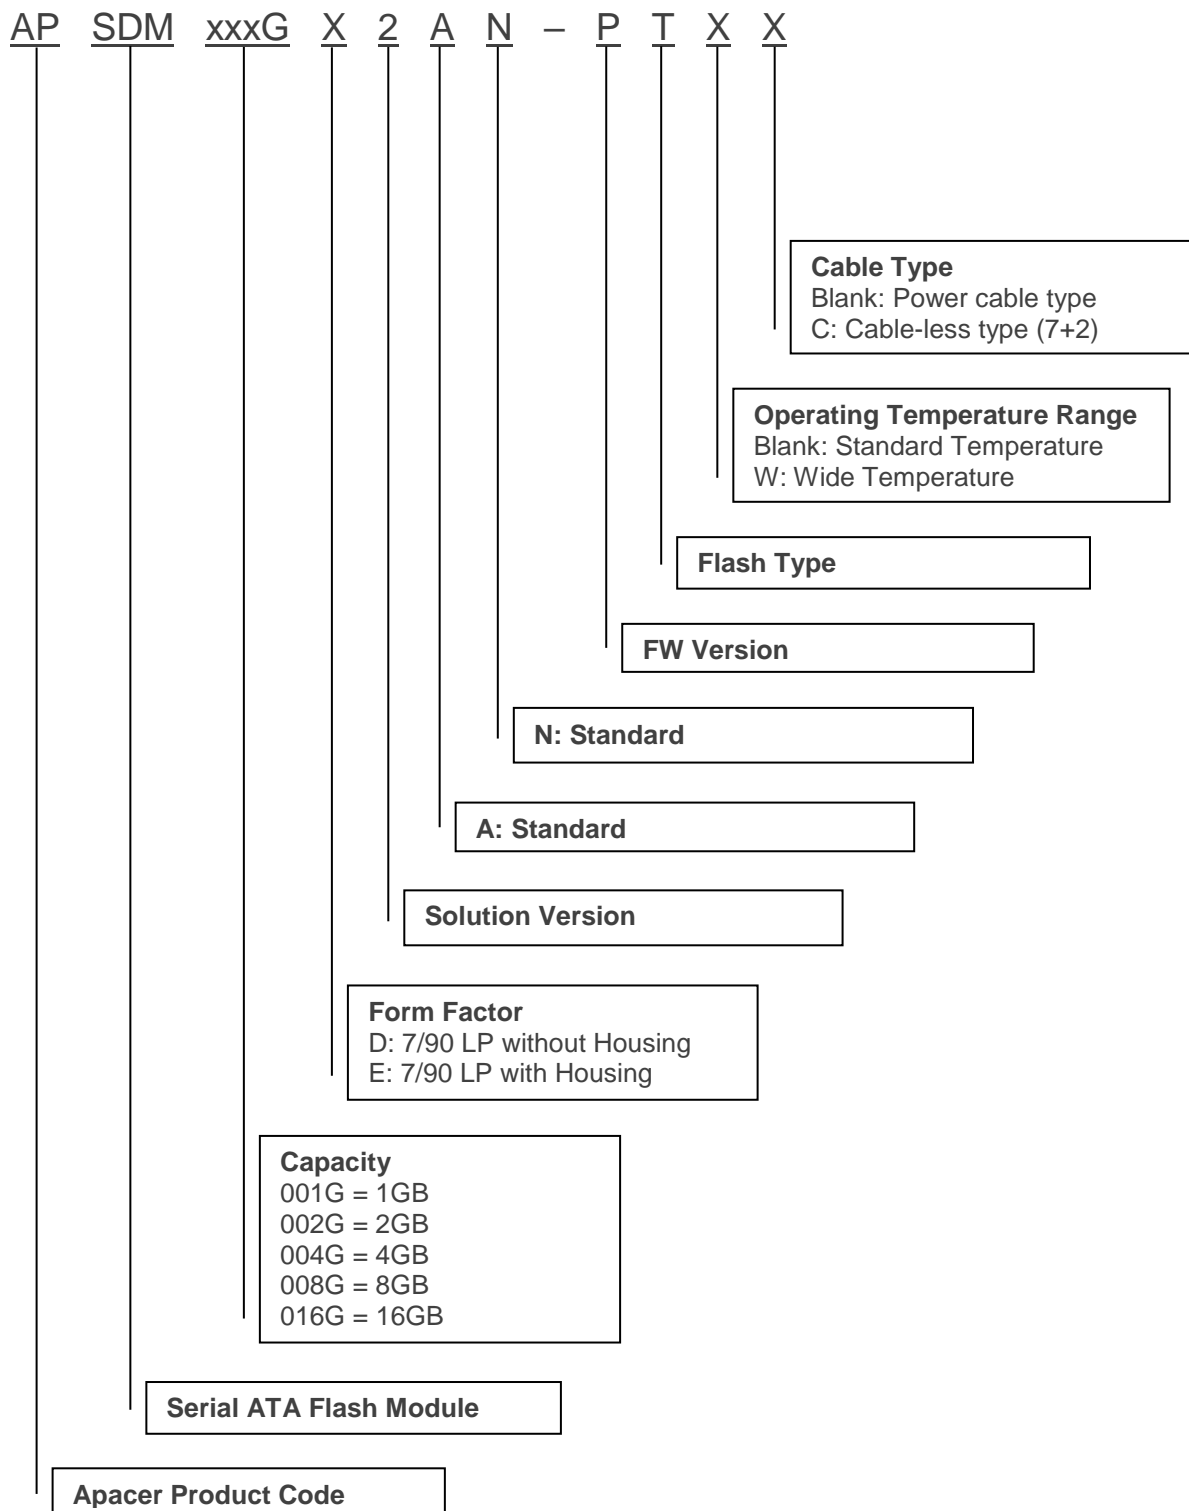 AP SDM xxxG X 2 A N – P T X X
Cable Type
Blank: Power cable type
C: Cable-less type (7+2)
Operating Temperature Range
Blank: Standard Temperature
W: Wide Temperature
Flash Type
FW Version
N: Standard
A: Standard
Solution Version
Form Factor
D: 7/90 LP without Housing
E: 7/90 LP with Housing
Capacity
001G = 1GB
002G = 2GB
004G = 4GB
008G = 8GB
016G = 16GB
Serial ATA Flash Module
Apacer Product Code